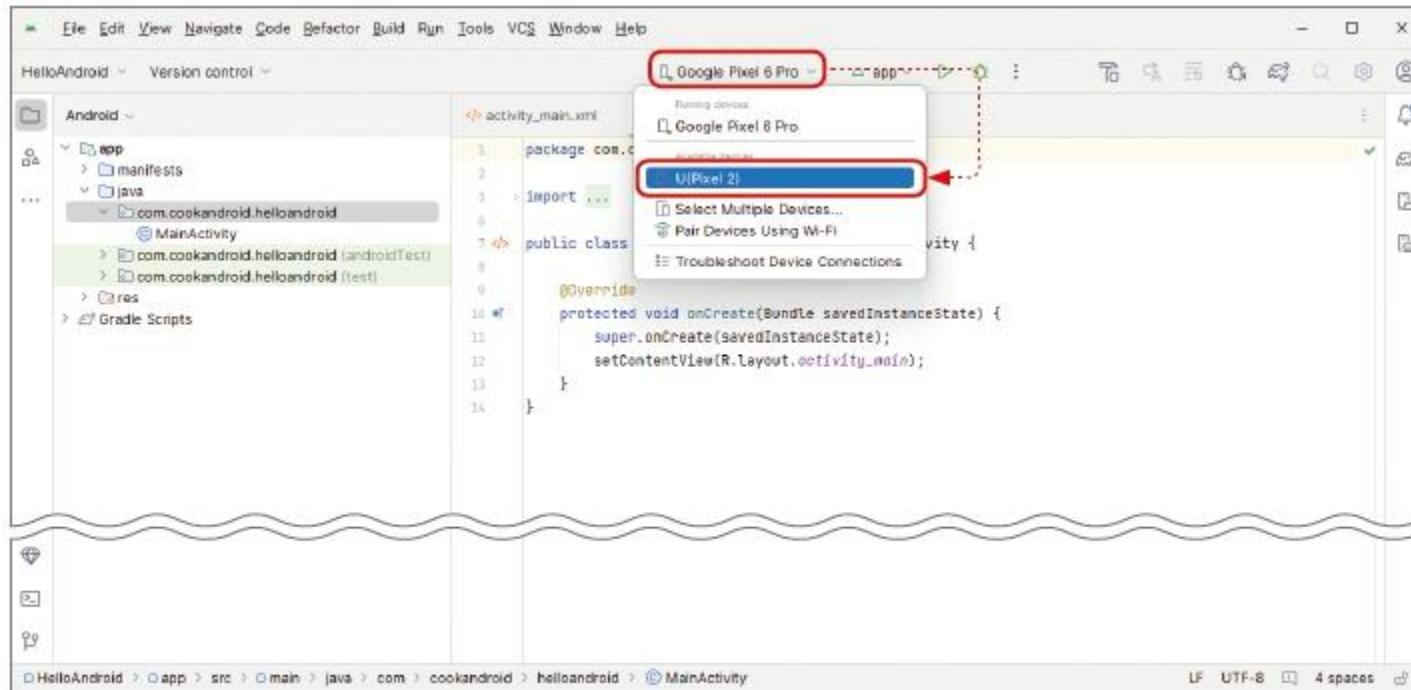 File Edit View Navigate Code Refactor Build Run Tools VCS Window Help
HelloAndroid Version control Google Pixel 6 Pro app
Android
activity_main.xml
Running devices
Google Pixel 6 Pro
Available devices
U(Pixel 2)
Select Multiple Devices...
Pair Devices Using Wi-Fi
Troubleshoot Device Connections
app
manifests
java
com.cookandroid.helloandroid
MainActivity
com.cookandroid.helloandroid (androidTest)
com.cookandroid.helloandroid (test)
res
Gradle Scripts
1 package com.c
2
3 import ...
6
7 public class vity {
8
9 @Override
10 protected void onCreate(Bundle savedInstanceState) {
11 super.onCreate(savedInstanceState);
12 setContentView(R.layout.activity_main);
13 }
14 }
HelloAndroid > app > src > main > java > com > cookandroid > helloandroid > MainActivity LF UTF-8 4 spaces